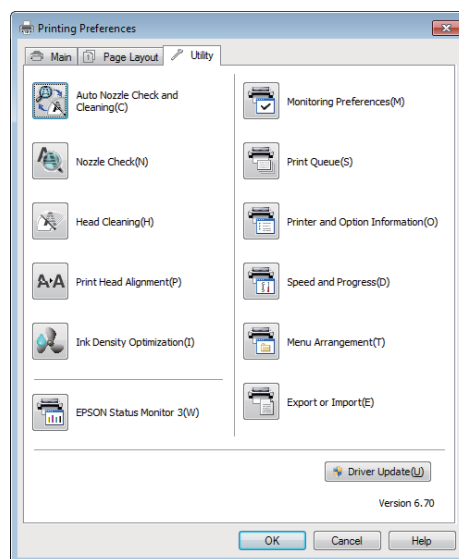 Printing Preferences
Main
Page Layout
Utility
Auto Nozzle Check and
Cleaning(C)
Nozzle Check(N)
Head Cleaning(H)
Print Head Alignment(P)
Ink Density Optimization(I)
EPSON Status Monitor 3(W)
Monitoring Preferences(M)
Print Queue(S)
Printer and Option Information(O)
Speed and Progress(D)
Menu Arrangement(T)
Export or Import(E)
Driver Update(U)
Version 6.70
OK
Cancel
Help